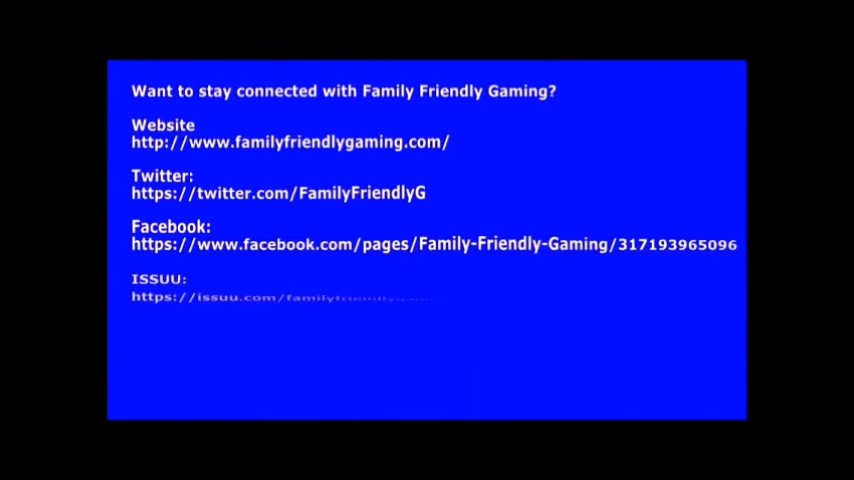 Want to stay connected with Family Friendly Gaming?
Website
http://www.familyfriendlygaming.com/
Twitter:
https://twitter.com/FamilyFriendlyG
Facebook:
https://www.facebook.com/pages/Family-Friendly-Gaming/317193965096
ISSUU: